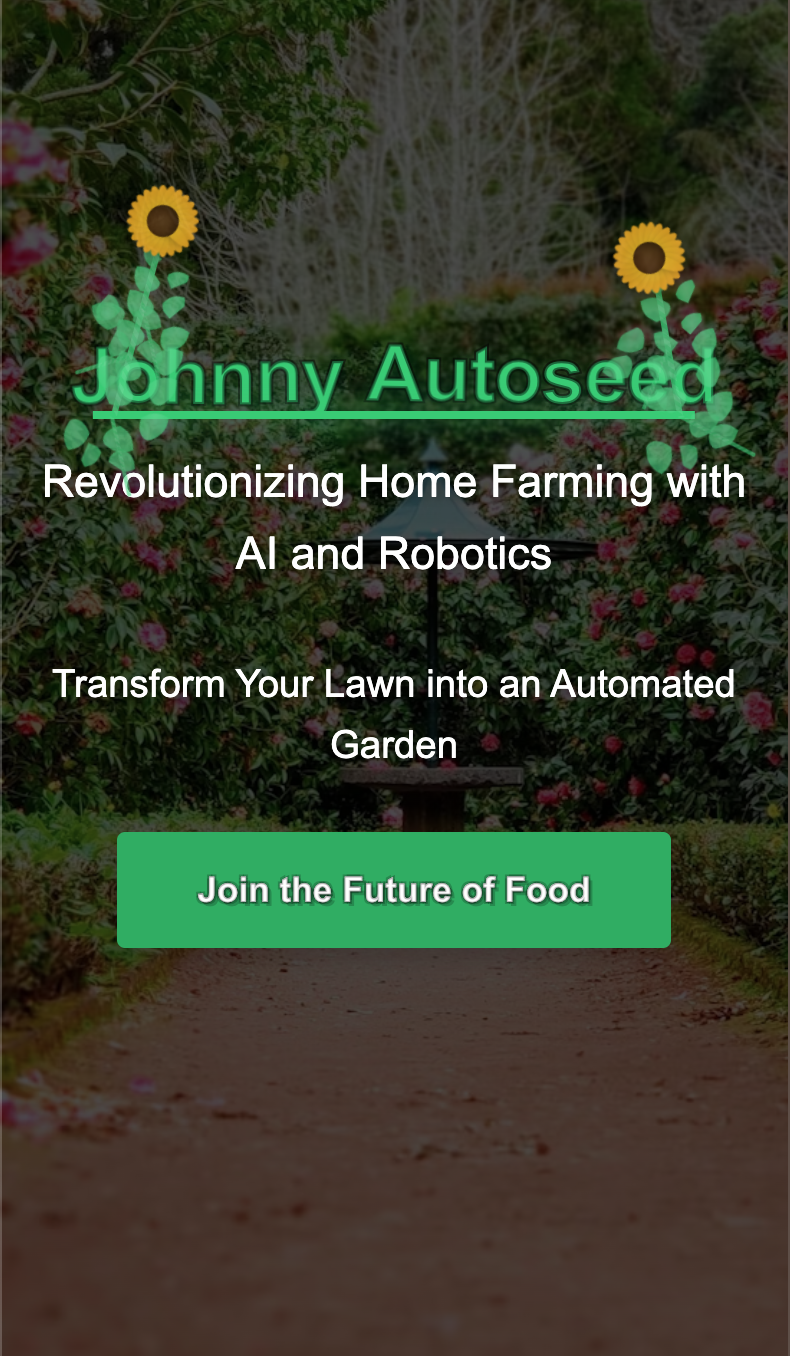 Johnny Autoseed
Revolutionizing Home Farming with
AI and Robotics
Transform Your Lawn into an Automated
Garden
Join the Future of Food